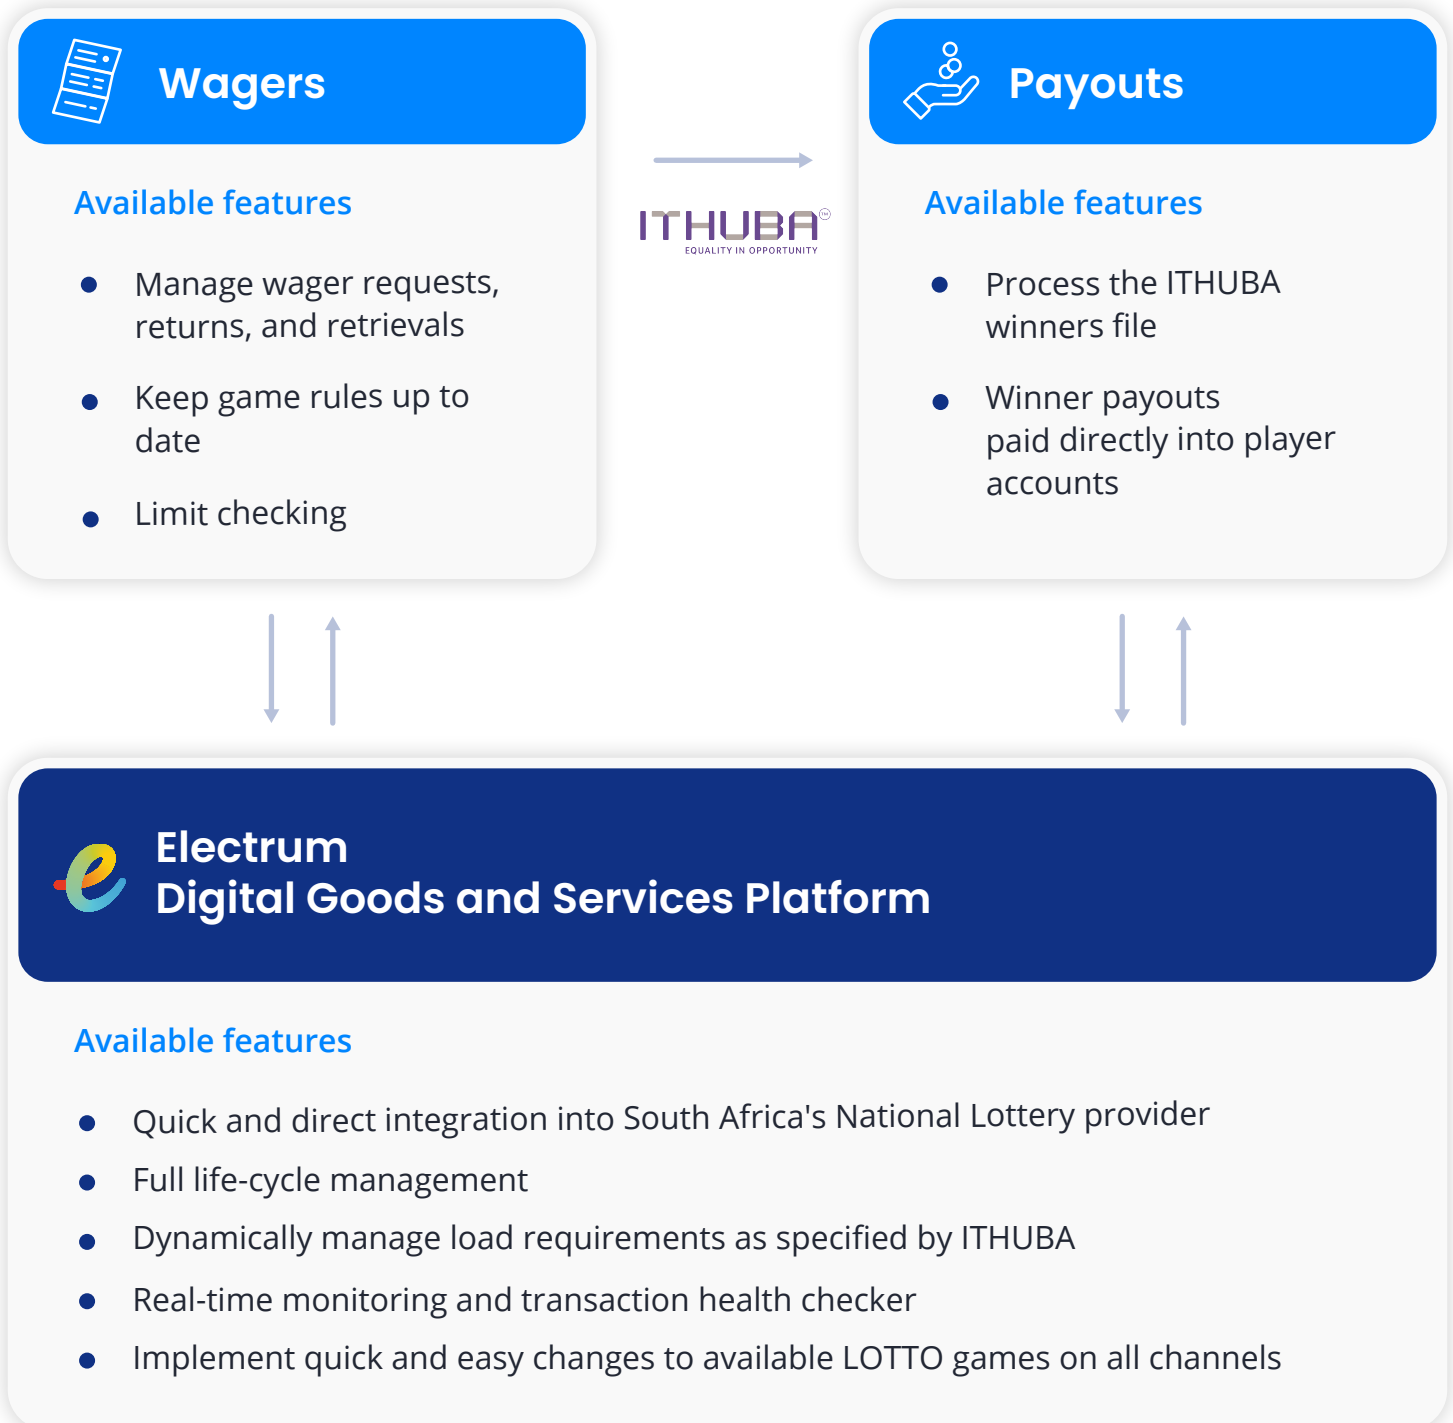 Wagers
Available features
Manage wager requests,
returns, and retrievals
Keep game rules up to
date
Limit checking
ITHUBA™
EQUALITY IN OPPORTUNITY
Payouts
Available features
Process the ITHUBA
winners file
Winner payouts
paid directly into player
accounts
Electrum
Digital Goods and Services Platform
Available features
Quick and direct integration into South Africa's National Lottery provider
Full life-cycle management
Dynamically manage load requirements as specified by ITHUBA
Real-time monitoring and transaction health checker
Implement quick and easy changes to available LOTTO games on all channels